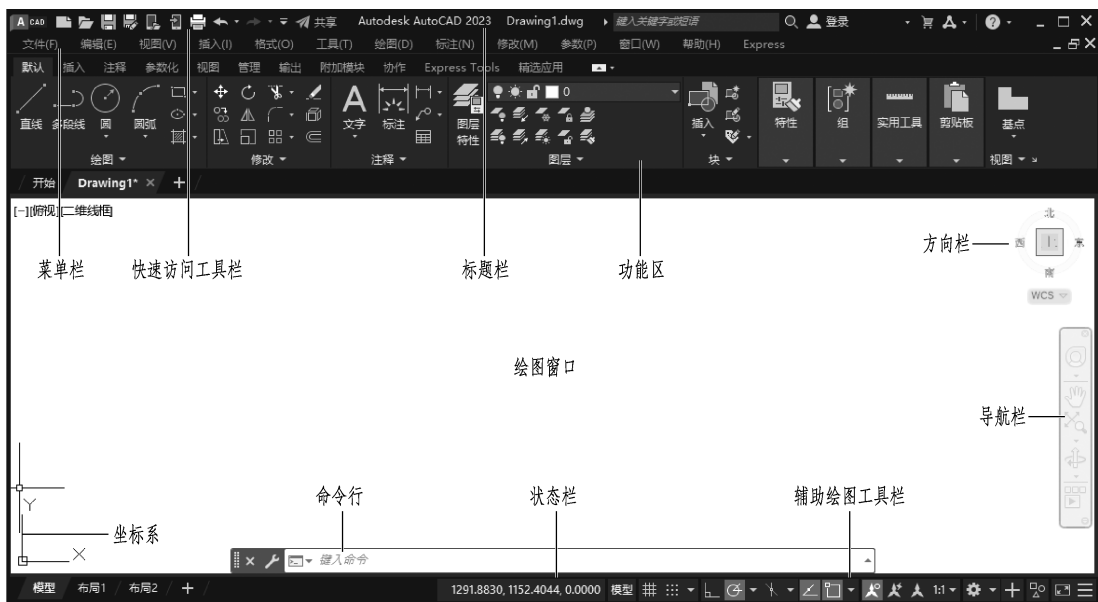 A CAD 共享 Autodesk AutoCAD 2023 Drawing1.dwg 键入关键字或短语 登录
文件(F) 编辑(E) 视图(V) 插入(I) 格式(O) 工具(T) 绘图(D) 标注(N) 修改(M) 参数(P) 窗口(W) 帮助(H) Express
默认 插入 注释 参数化 视图 管理 输出 附加模块 协作 Express Tools 精选应用
0
直线 多段线 圆 圆弧 文字 标注 图层特性 插入 特性 组 实用工具 剪贴板 基点
绘图 修改 注释 图层 块 视图
开始 Drawing1* +
[-][俯视][二维线框]
北
西 上 东
南
WCS
方向栏
菜单栏 快速访问工具栏 标题栏 功能区
绘图窗口
导航栏
命令行 状态栏 辅助绘图工具栏
Y
坐标系
X
键入命令
模型 布局1 布局2 + 1291.8830, 1152.4044, 0.0000 模型 1:1